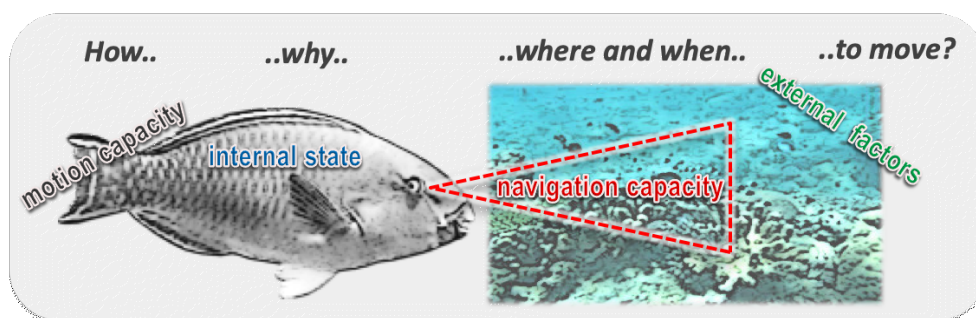 How.. ..why.. ..where and when.. ..to move?
motion capacity
internal state
navigation capacity
external factors